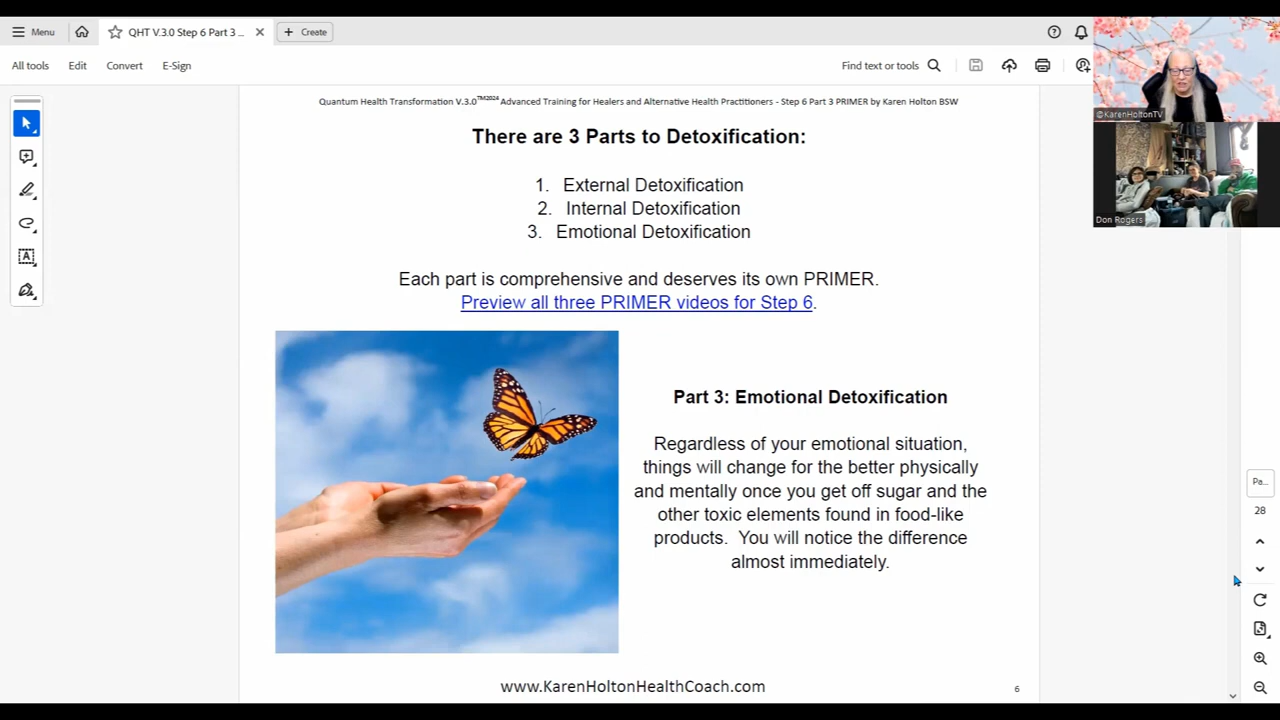 Menu
QHT V.3.0 Step 6 Part 3 ...
Create
All tools
Edit
Convert
E-Sign
Find text or tools
Quantum Health Transformation V.3.0™2024 Advanced Training for Healers and Alternative Health Practitioners - Step 6 Part 3 PRIMER by Karen Holton BSW
There are 3 Parts to Detoxification:
1. External Detoxification
2. Internal Detoxification
3. Emotional Detoxification
Each part is comprehensive and deserves its own PRIMER.
Preview all three PRIMER videos for Step 6.
Part 3: Emotional Detoxification
Regardless of your emotional situation,
things will change for the better physically
and mentally once you get off sugar and the
other toxic elements found in food-like
products. You will notice the difference
almost immediately.
www.KarenHoltonHealthCoach.com
6
©KarenHoltonTV
Don Rogers
Pa...
28